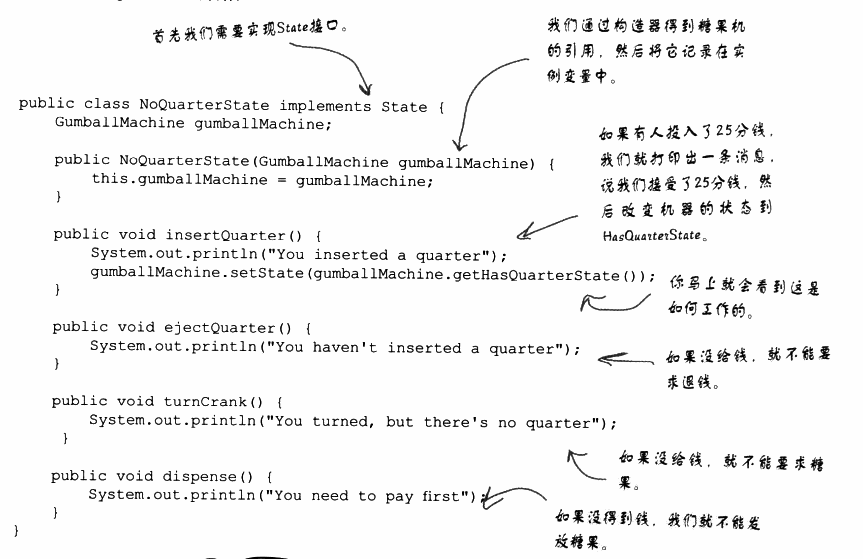 首先我们需要实现State接口。
我们通过构造器得到糖果机
的引用，然后将它记录在实
例变量中。
public class NoQuarterState implements State {
GumballMachine gumballMachine;
如果有人投入了25分钱，
我们就打印出一条消息，
说我们接受了25分钱，然
后改变机器的状态到
HasQuarterState。
public NoQuarterState(GumballMachine gumballMachine) {
this.gumballMachine = gumballMachine;
}
public void insertQuarter() {
System.out.println("You inserted a quarter");
gumballMachine.setState(gumballMachine.getHasQuarterState());
}
你马上就会看到这是
如何工作的。
public void ejectQuarter() {
System.out.println("You haven't inserted a quarter");
}
如果没给钱，就不能要
求退钱。
public void turnCrank() {
System.out.println("You turned, but there's no quarter");
}
如果没给钱，就不能要求糖
果。
public void dispense() {
System.out.println("You need to pay first");
}
}
如果没得到钱，我们就不能发
放糖果。